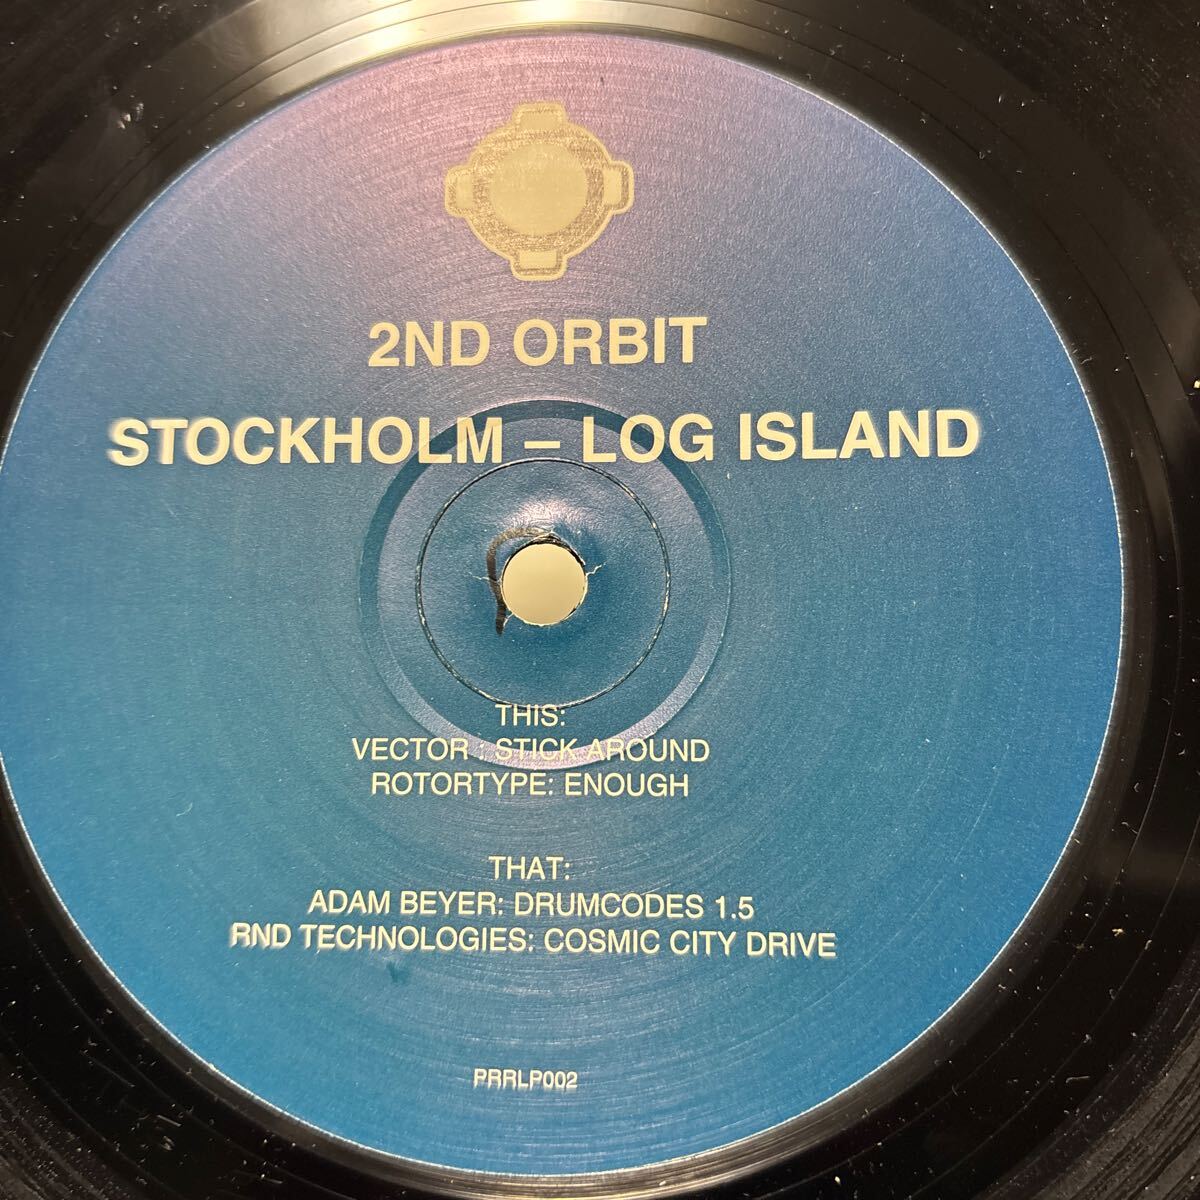 2ND ORBIT
STOCKHOLM – LOG ISLAND
THIS:
VECTOR : STICK AROUND
ROTORTYPE: ENOUGH
THAT:
ADAM BEYER: DRUMCODES 1.5
RND TECHNOLOGIES: COSMIC CITY DRIVE
PRRLP002